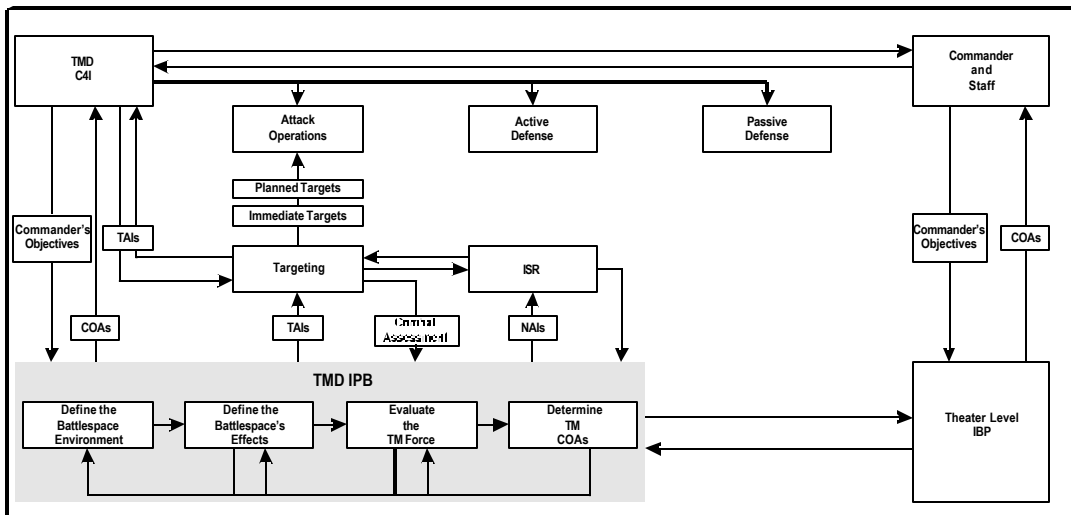 TMD
C4I
Commander
and
Staff
Attack
Operations
Active
Defense
Passive
Defense
Planned Targets
Immediate Targets
Commander's
Objectives
TAIs
Targeting
ISR
Commander's
Objectives
COAs
COAs
TAIs
Assessment
NAIs
TMD IPB
Define the
Battlespace
Environment
Define the
Battlespace's
Effects
Evaluate
the
TM Force
Determine
TM
COAs
Theater Level
IBP